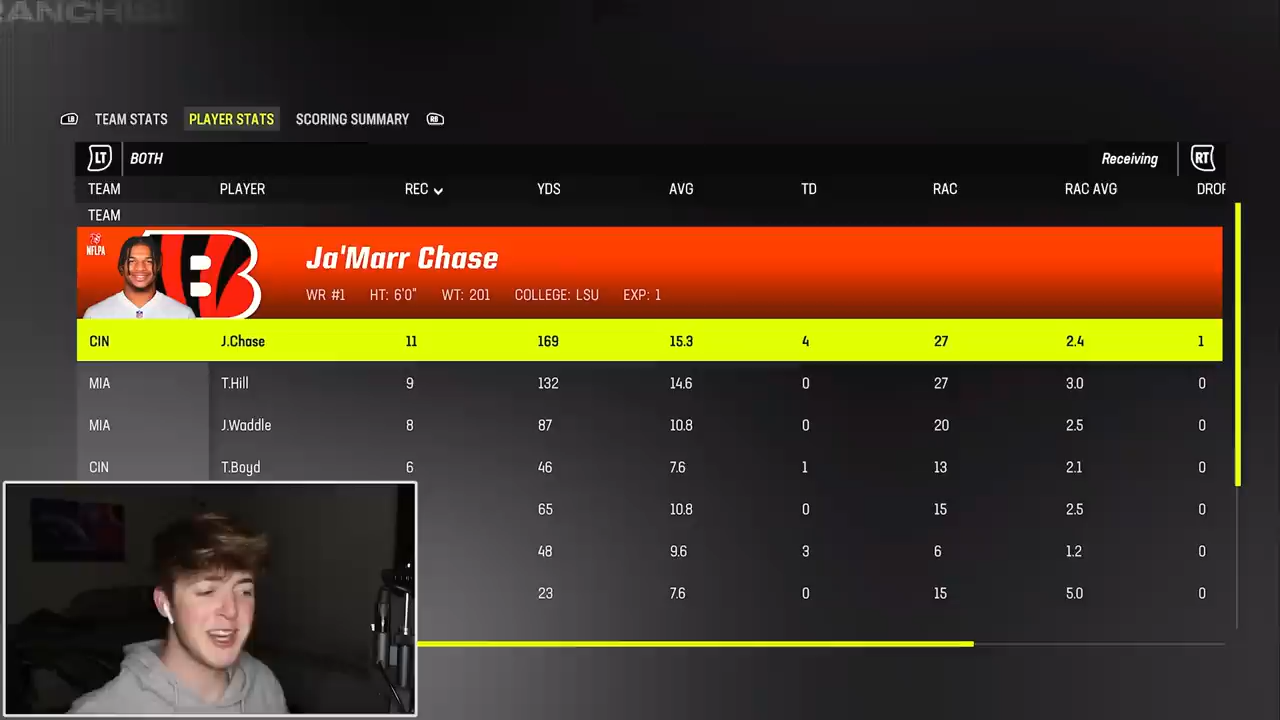 LB TEAM STATS PLAYER STATS SCORING SUMMARY RB
LT BOTH Receiving RT
TEAM PLAYER REC YDS AVG TD RAC RAC AVG
TEAM
NFLPA
Ja'Marr Chase
WR #1 HT: 6'0" WT: 201 COLLEGE: LSU EXP: 1
CIN J.Chase 11 169 15.3 4 27 2.4 1
MIA T.Hill 9 132 14.6 0 27 3.0 0
MIA J.Waddle 8 87 10.8 0 20 2.5 0
CIN T.Boyd 6 46 7.6 1 13 2.1 0
65 10.8 0 15 2.5 0
48 9.6 3 6 1.2 0
23 7.6 0 15 5.0 0